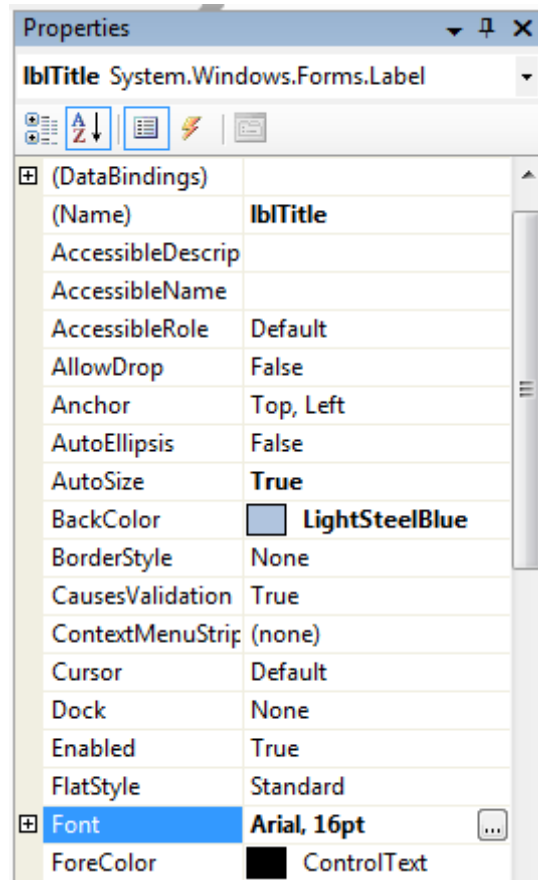 Properties
lblTitle System.Windows.Forms.Label
A Z
(DataBindings)
(Name) lblTitle
AccessibleDescrip
AccessibleName
AccessibleRole Default
AllowDrop False
Anchor Top, Left
AutoEllipsis False
AutoSize True
BackColor LightSteelBlue
BorderStyle None
CausesValidation True
ContextMenuStrip (none)
Cursor Default
Dock None
Enabled True
FlatStyle Standard
Font Arial, 16pt ...
ForeColor ControlText